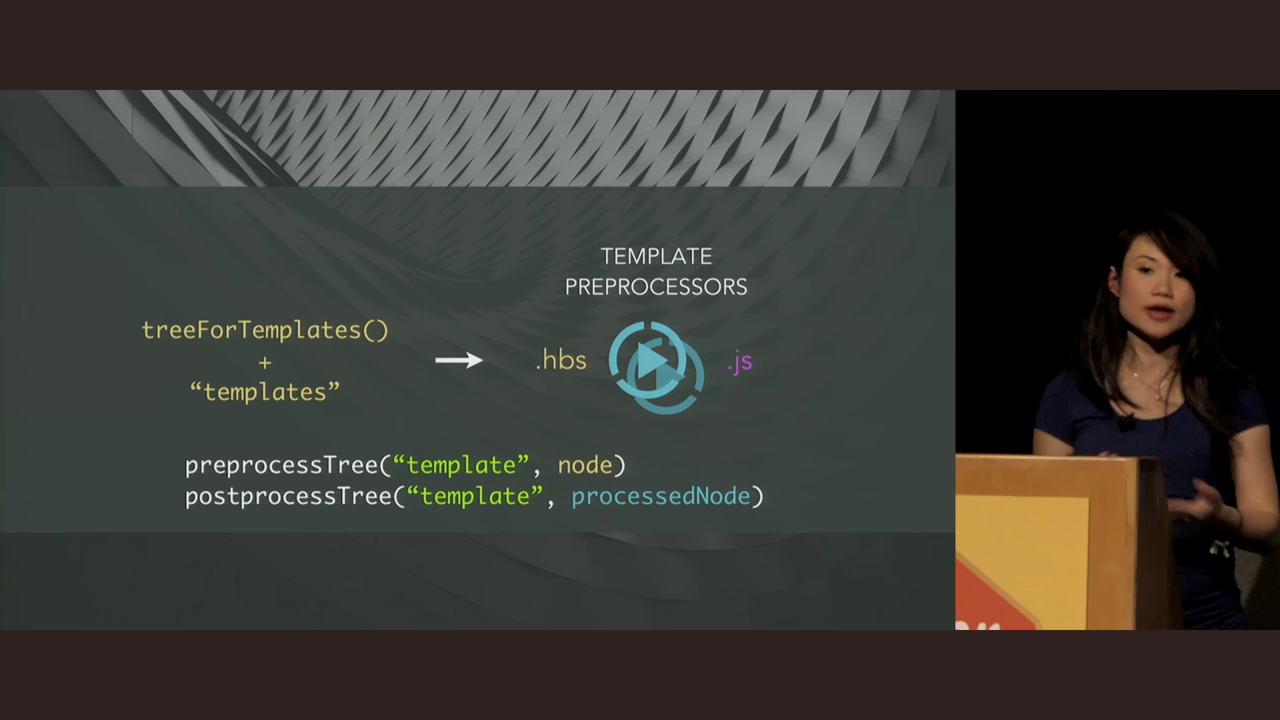 TEMPLATE
PREPROCESSORS
treeForTemplates()
+
“templates”
.hbs
.js
preprocessTree(“template”, node)
postprocessTree(“template”, processedNode)